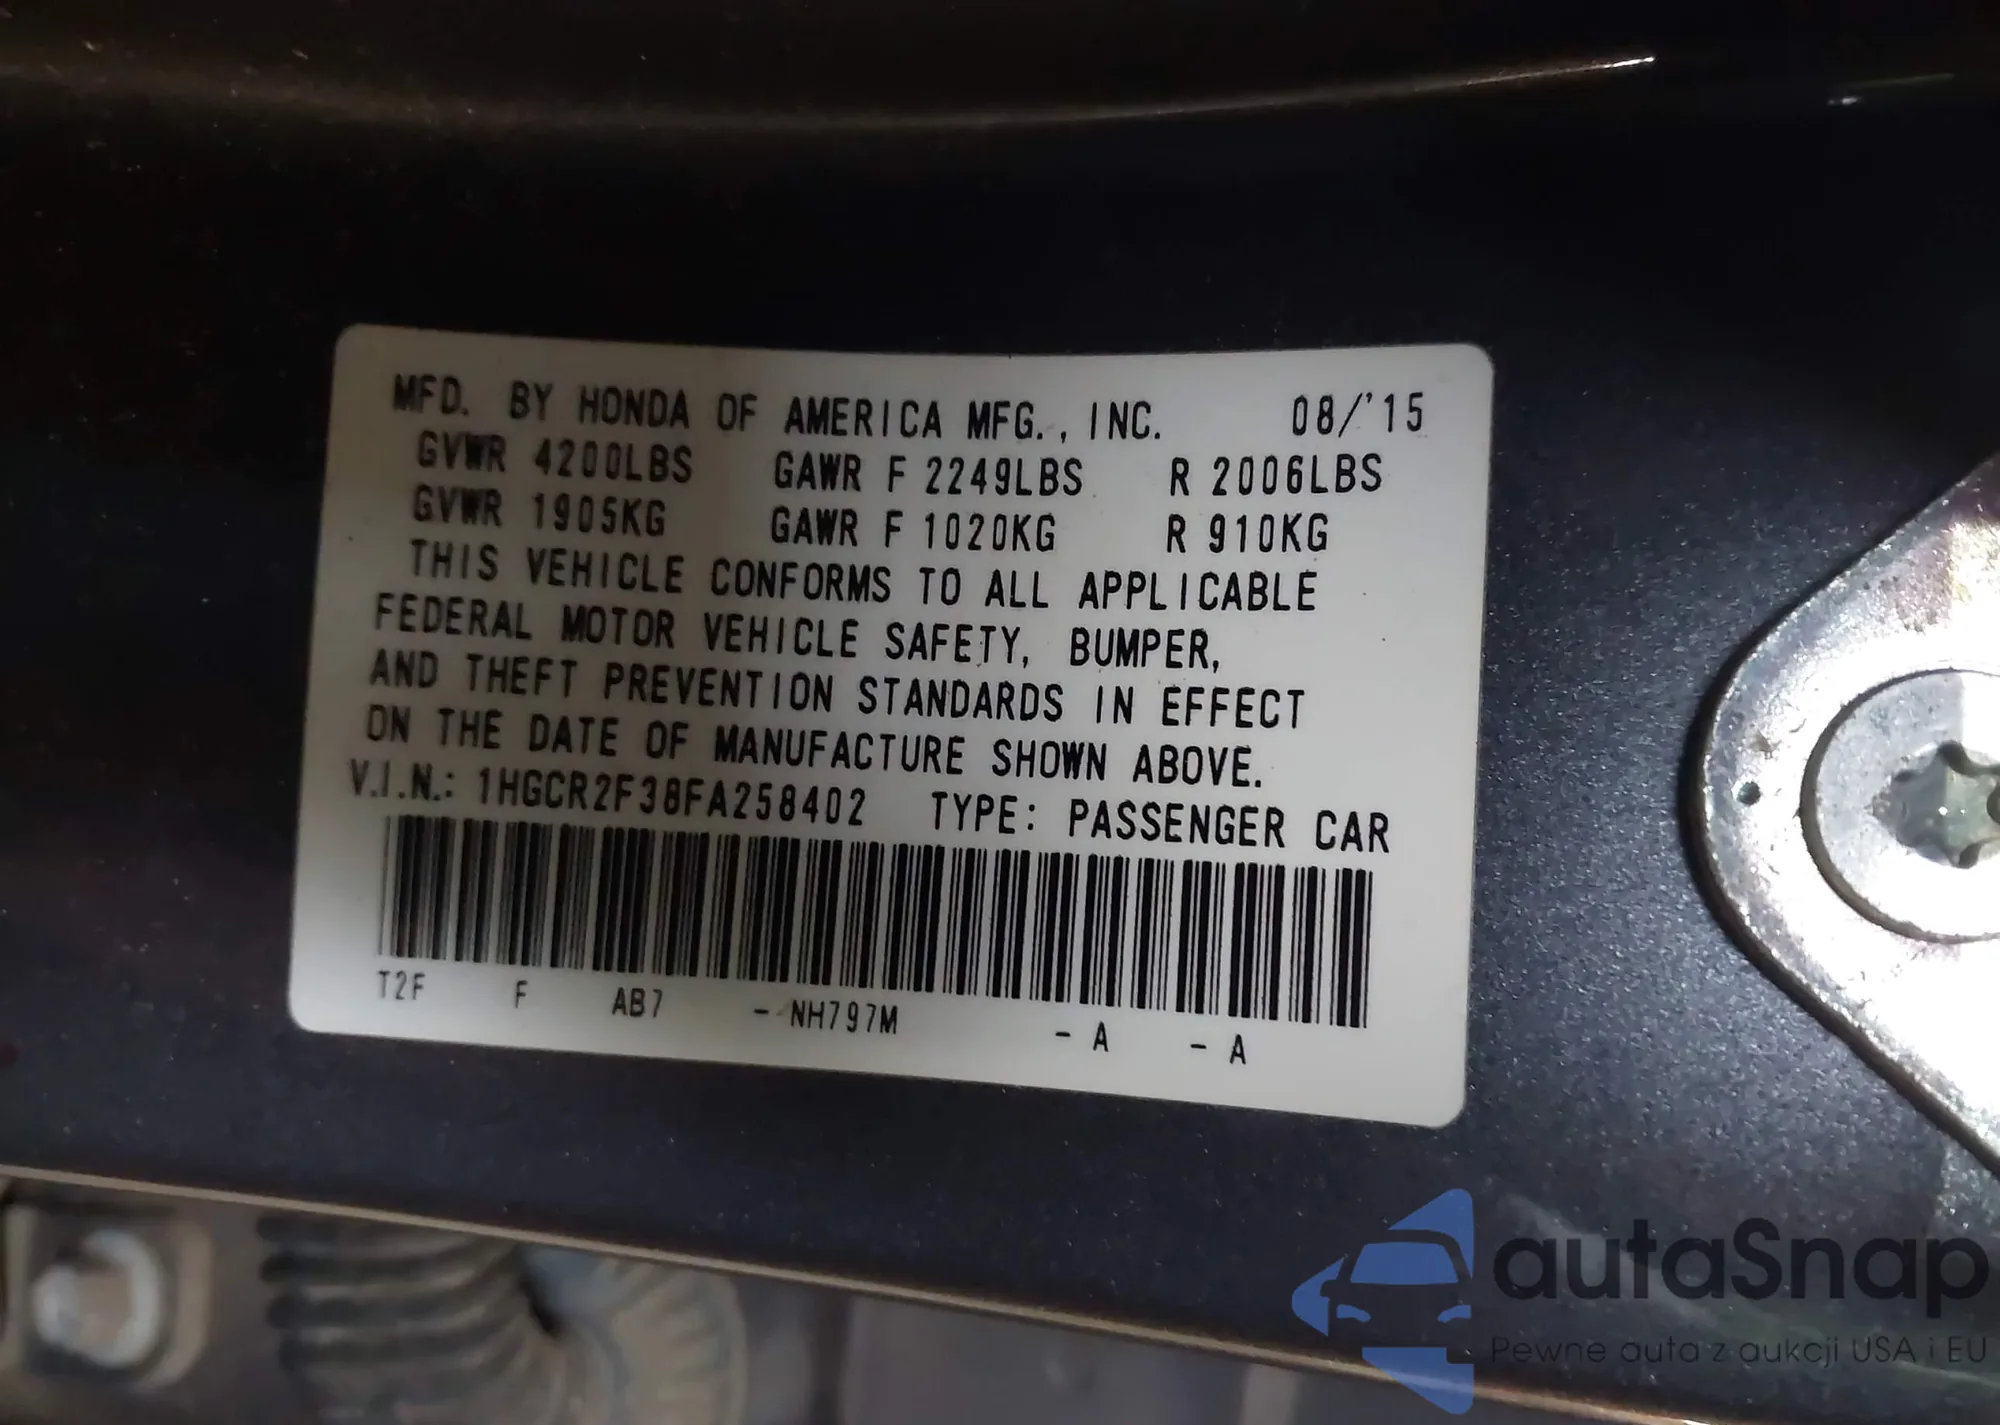 MFD. BY HONDA OF AMERICA MFG., INC. 08/'15
GVWR 4200LBS GAWR F 2249LBS R 2006LBS
GVWR 1905KG GAWR F 1020KG R 910KG
THIS VEHICLE CONFORMS TO ALL APPLICABLE
FEDERAL MOTOR VEHICLE SAFETY, BUMPER,
AND THEFT PREVENTION STANDARDS IN EFFECT
ON THE DATE OF MANUFACTURE SHOWN ABOVE.
V.I.N.: 1HGCR2F38FA258402 TYPE: PASSENGER CAR
T2F F AB7 - NH797M - A - A
autaSnap
Pewne auta z aukcji USA i EU